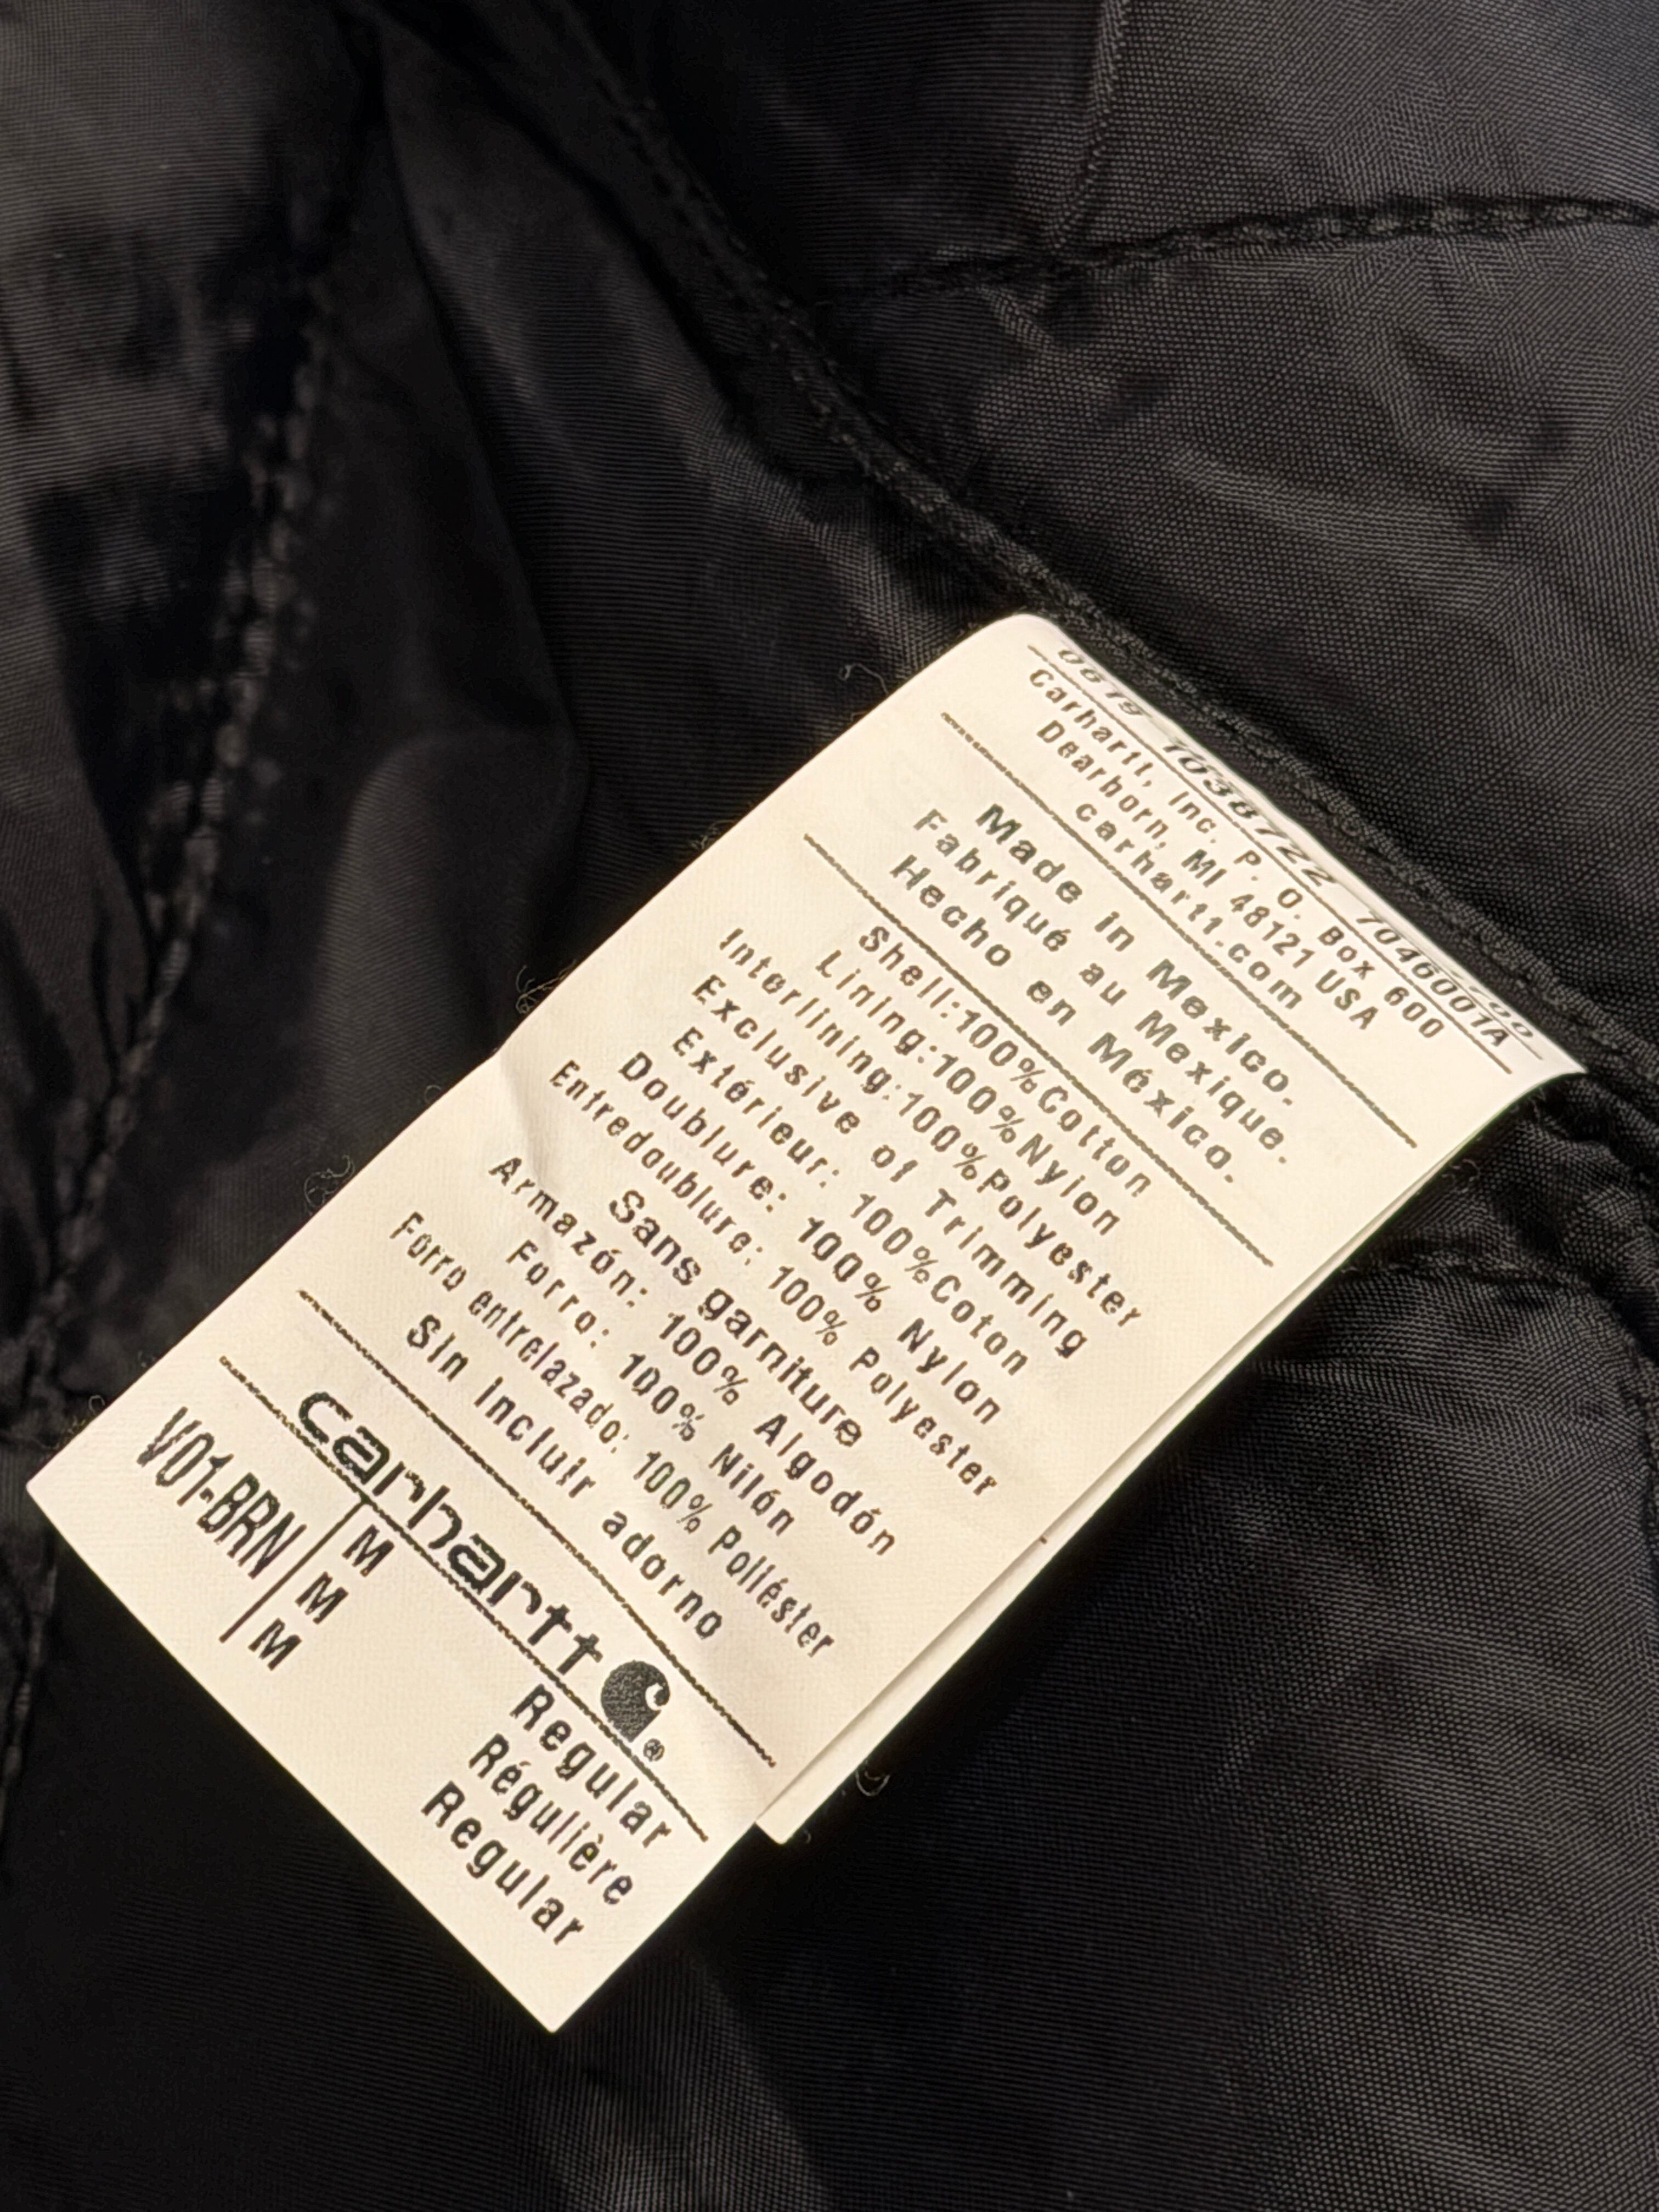 704600
Carhartt, Inc. P. O. Box 600
Dearborn, MI 48121 USA
carhartt.com
Made in Mexico.
Fabriqué au Mexique.
Hecho en México.
Shell:100%Cotton
Lining:100%Nylon
Interlining:100%Polyester
Exclusive of Trimming
Extérieur: 100%Coton
Doublure: 100% Nylon
Entredoublure: 100% Polyester
Sans garniture
Armazón: 100% Algodón
Forro: 100% Nilón
Forro entrelazado: 100% Poliéster
Sin incluir adorno
carhartt ®
V01-BRN M Regular
M Régulière
M Regular